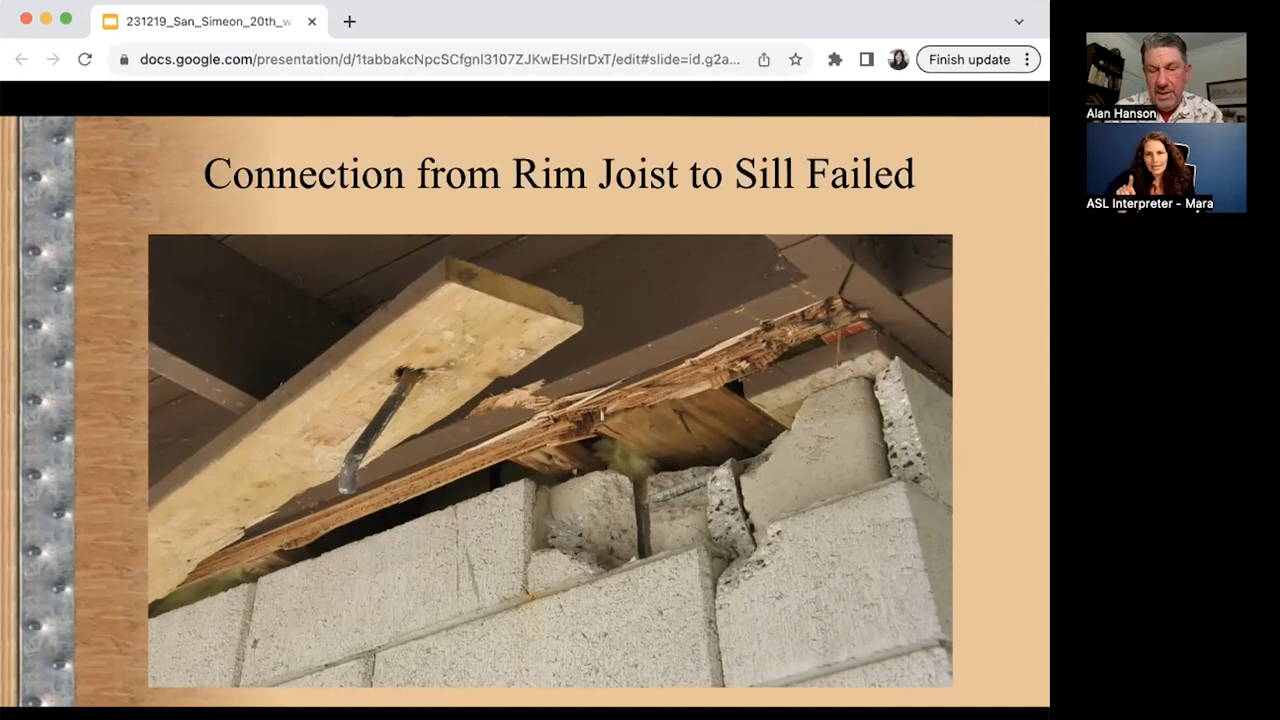 231219_San_Simeon_20th_w
docs.google.com/presentation/d/1tabbakcNpcSCfgnl3107ZJKwEHSlrDxT/edit#slide=id.g2a...
Finish update
Alan Hanson
ASL Interpreter - Mara
Connection from Rim Joist to Sill Failed